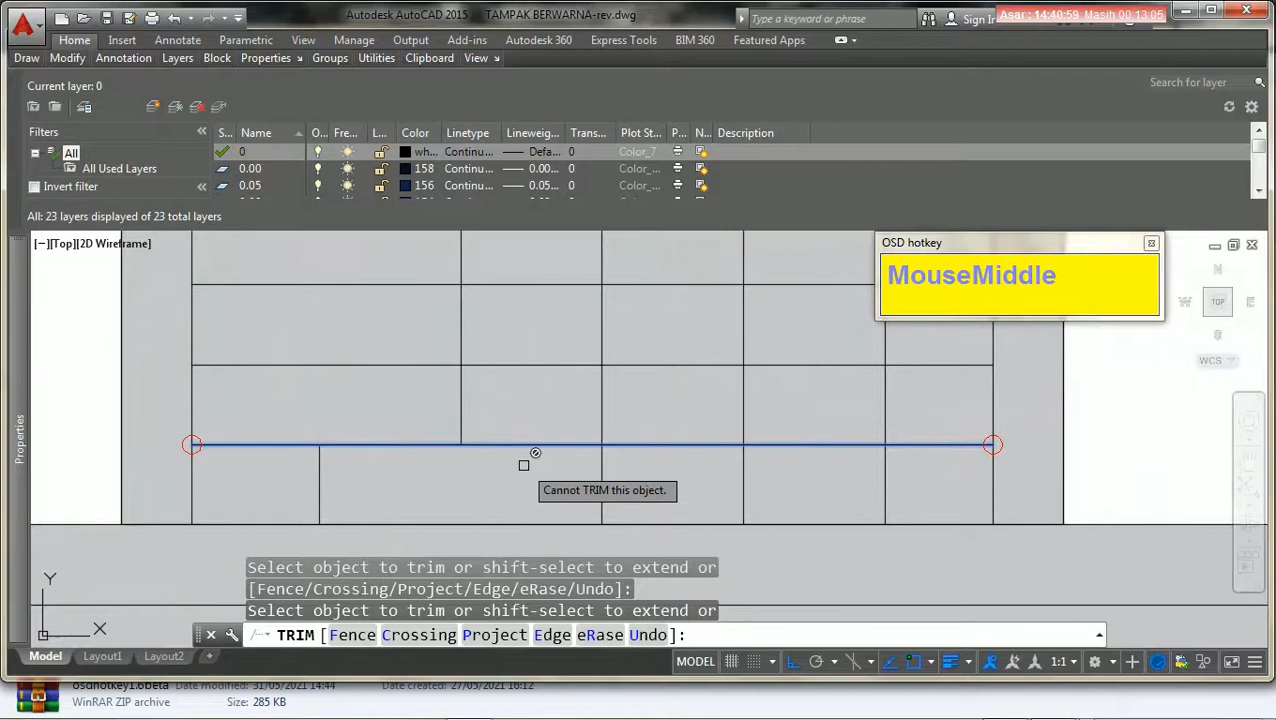 Autodesk AutoCAD 2015 TAMPAK BERWARNA-rev.dwg
Type a keyword or phrase
Sign In
Asar : 14:40:59 Masih 00:13:05
Home Insert Annotate Parametric View Manage Output Add-ins Autodesk 360 Express Tools BIM 360 Featured Apps
Draw Modify Annotation Layers Block Properties Groups Utilities Clipboard View
Current layer: 0
Search for layer
Filters
S... Name O... Fre... L... Color Linetype Lineweig... Trans... Plot St... P... N... Description
All
0 wh... Continu... Defa... 0 Color_7
All Used Layers
0.00 158 Continu... 0.00... 0 Color_...
Invert filter
0.05 156 Continu... 0.05... 0 Color_...
All: 23 layers displayed of 23 total layers
[−][Top][2D Wireframe]
OSD hotkey
MouseMiddle
N
W TOP E
S
WCS
Properties
Cannot TRIM this object.
Select object to trim or shift-select to extend or
[Fence/Crossing/Project/Edge/eRase/Undo]:
Select object to trim or shift-select to extend or
TRIM [Fence Crossing Project Edge eRase Undo]:
Y
X
Model Layout1 Layout2 +
MODEL 1:1
osdhotkey1.0beta Date modified: 31/05/2021 14:44 Date created: 27/05/2021 16:12
WinRAR ZIP archive Size: 285 KB